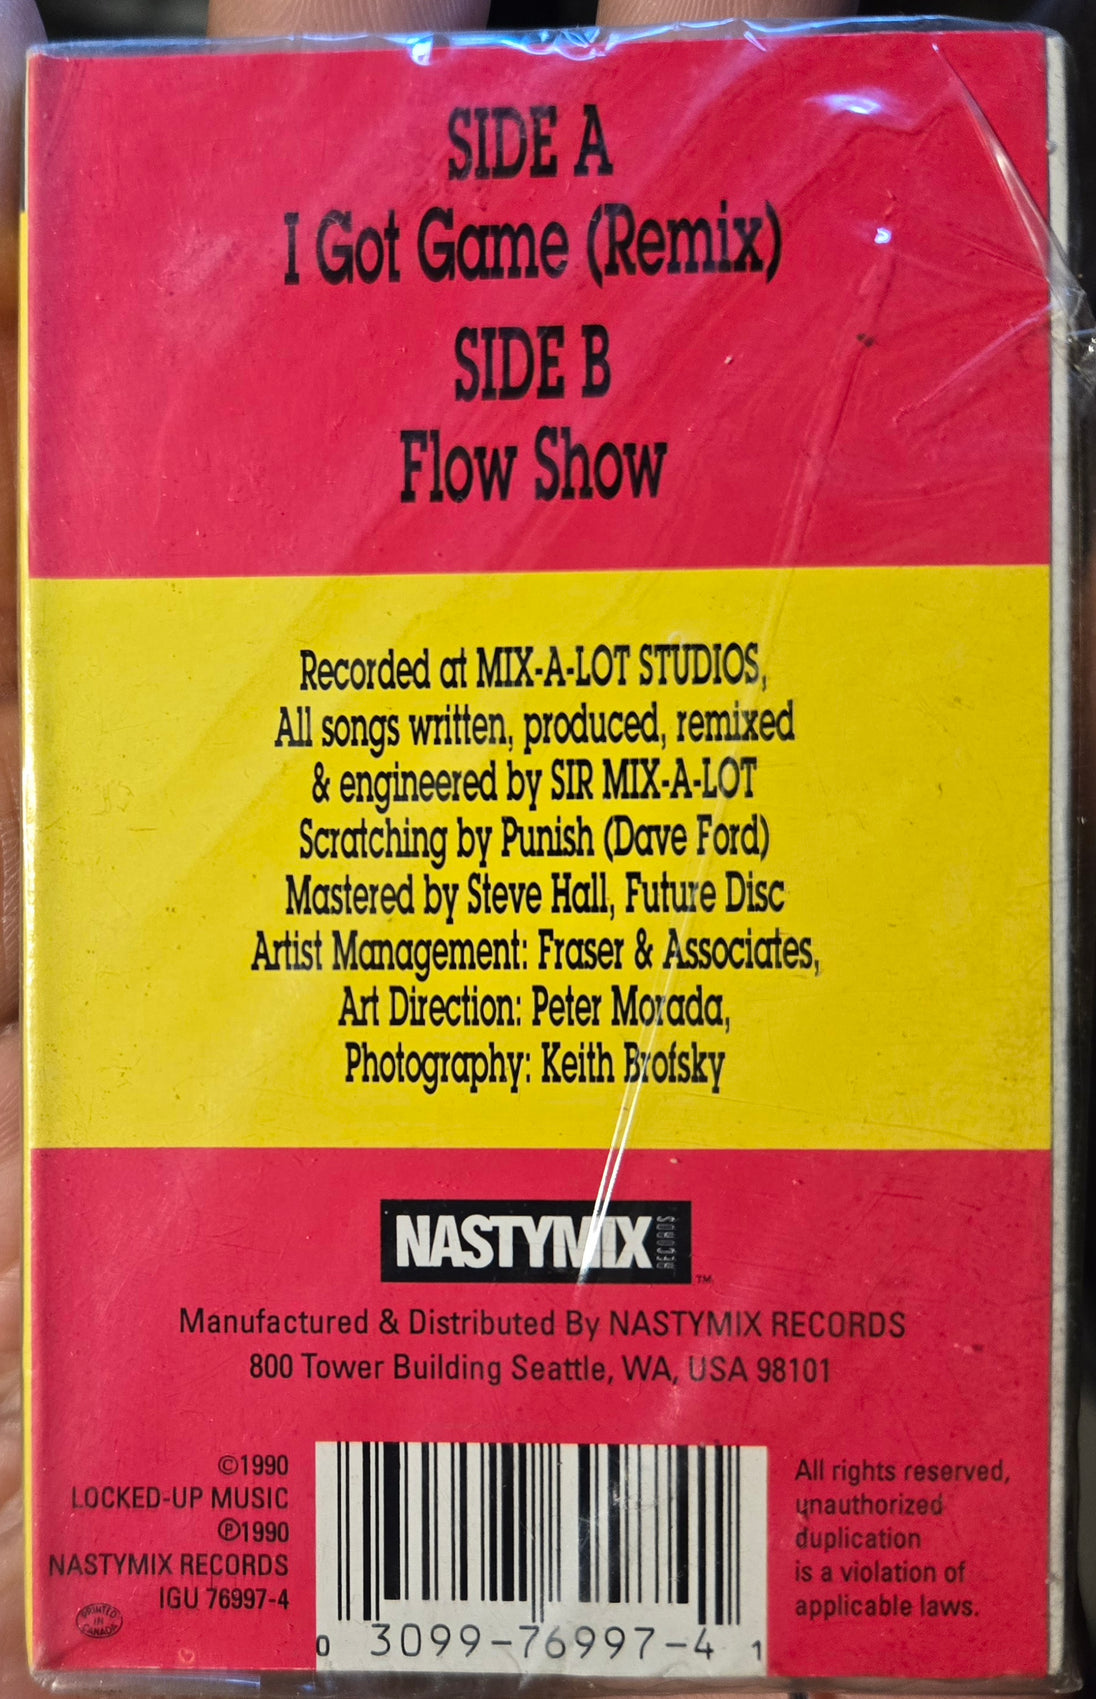 SIDE A
I Got Game (Remix)
SIDE B
Flow Show
Recorded at MIX-A-LOT STUDIOS,
All songs written, produced, remixed
& engineered by SIR MIX-A-LOT
Scratching by Punish (Dave Ford)
Mastered by Steve Hall, Future Disc
Artist Management: Fraser & Associates,
Art Direction: Peter Morada,
Photography: Keith Brofsky
NASTYMIX RECORDS TM
Manufactured & Distributed By NASTYMIX RECORDS
800 Tower Building Seattle, WA, USA 98101
©1990
LOCKED-UP MUSIC
℗1990
NASTYMIX RECORDS
IGU 76997-4
PRINTED
IN
CANADA
0 3099-76997-4 1
All rights reserved,
unauthorized
duplication
is a violation of
applicable laws.